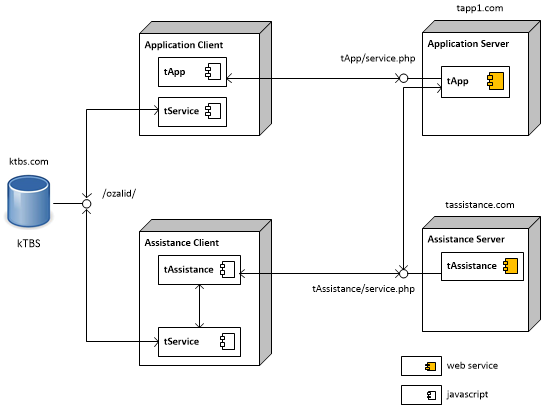 tapp1.com
Application Client
Application Server
tApp/service.php
tApp
tApp
tService
ktbs.com
/ozalid/
kTBS
tassistance.com
Assistance Client
Assistance Server
tAssistance
tAssistance
tAssistance/service.php
tService
web service
javascript